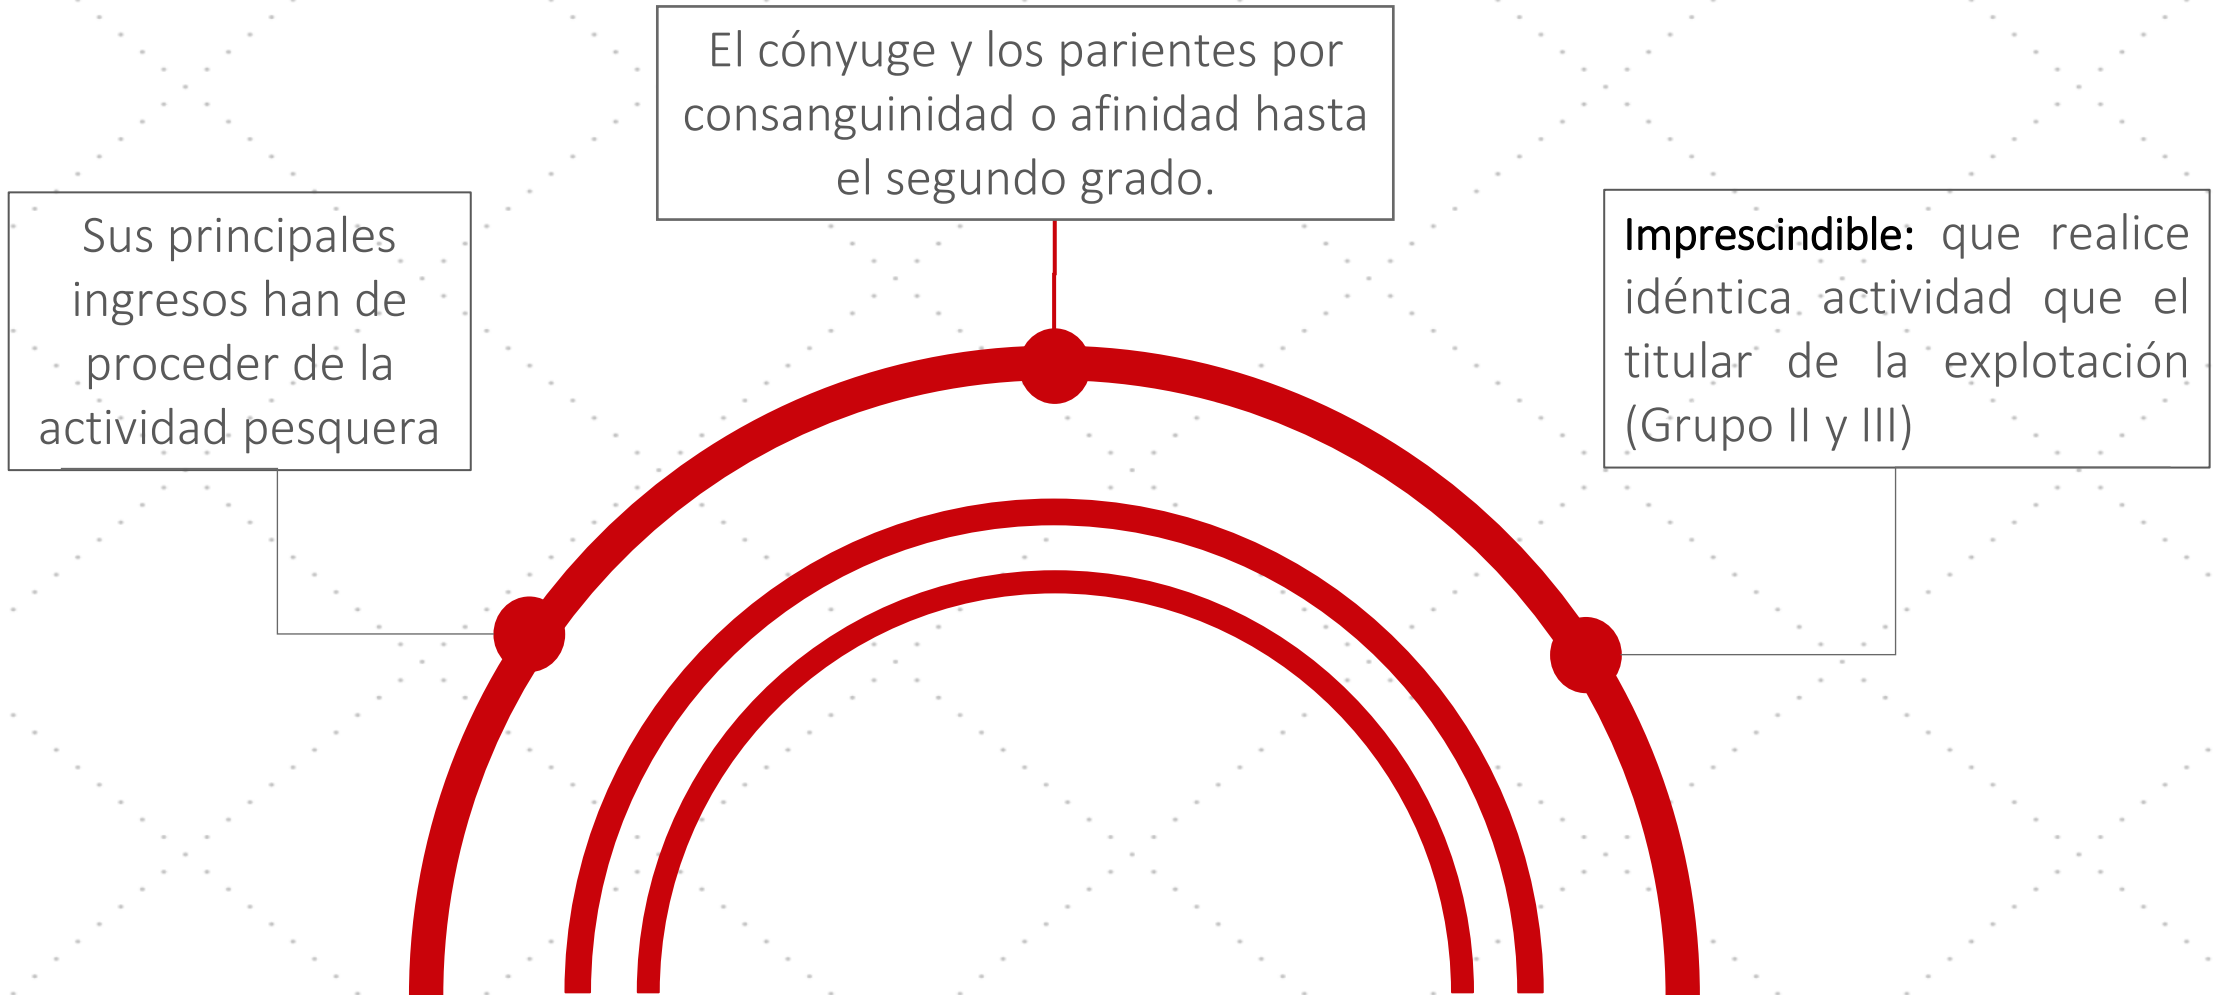 El cónyuge y los parientes por
consanguinidad o afinidad hasta
el segundo grado.
Sus principales
ingresos han de
proceder de la
actividad pesquera
Imprescindible: que realice
idéntica actividad que el
titular de la explotación
(Grupo II y III)